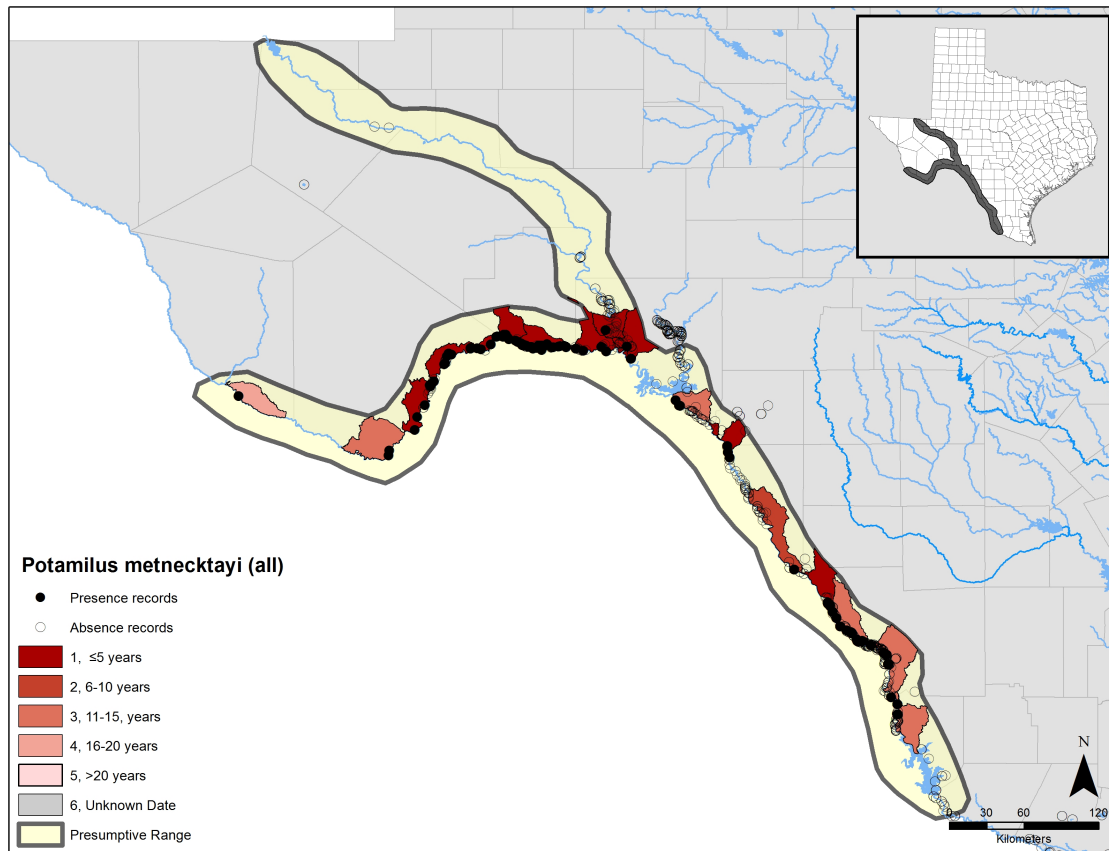 Potamilus metnecktayi (all)
Presence records
Absence records
1, ≤5 years
2, 6-10 years
3, 11-15, years
4, 16-20 years
5, >20 years
6, Unknown Date
Presumptive Range
N
0 30 60 120
Kilometers